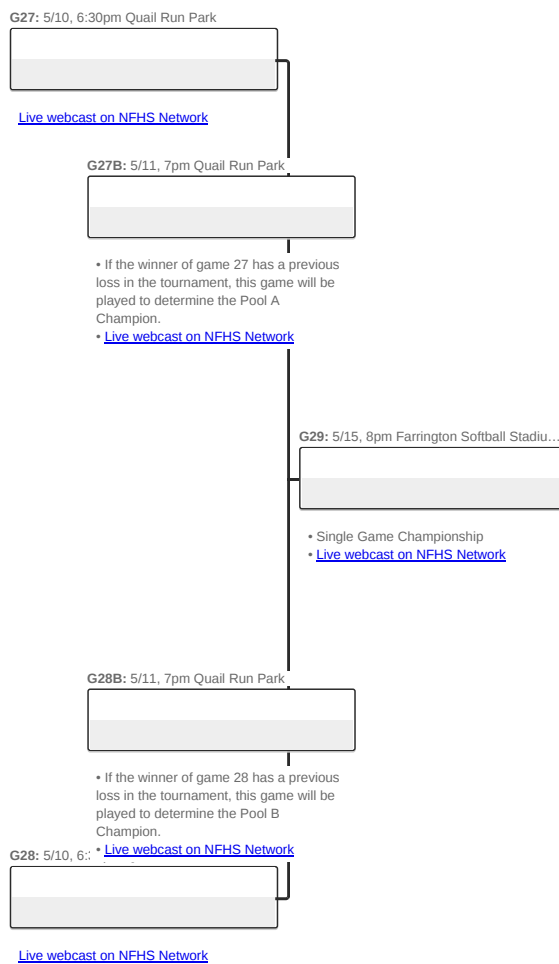 G27: 5/10, 6:30pm Quail Run Park
Live webcast on NFHS Network
G27B: 5/11, 7pm Quail Run Park
• If the winner of game 27 has a previous
loss in the tournament, this game will be
played to determine the Pool A
Champion.
• Live webcast on NFHS Network
G29: 5/15, 8pm Farrington Softball Stadiu...
• Single Game Championship
• Live webcast on NFHS Network
G28B: 5/11, 7pm Quail Run Park
• If the winner of game 28 has a previous
loss in the tournament, this game will be
played to determine the Pool B
Champion.
• Live webcast on NFHS Network
G28: 5/10, 6:
Live webcast on NFHS Network